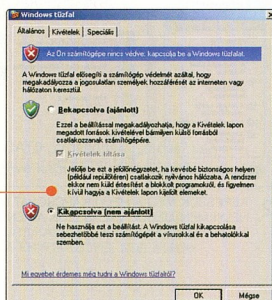 Windows tűzfal
Általános Kivételek Speciális
Az Ön számítógépe nincs védve: kapcsolja be a Windows tűzfalat.
A Windows tűzfal elősegíti a számítógép védelmét azáltal, hogy
megakadályozza a jogosulatlan személyek hozzáférését az interneten vagy
hálózaton keresztül.
Bekapcsolva (ajánlott)
Ezzel a beállítással megakadályozhatja, hogy a Kivételek lapon
megadott források kivételével bármilyen külső forrásból
csatlakozzanak számítógépére.
Kivételek tiltása
Jelölje be ezt a jelölőnégyzetet, ha kevésbé biztonságos helyen
(például repülőtéren) csatlakozik nyilvános hálózatra. A rendszer
ekkor nem küld értesítést a blokkolt programokról, és figyelmen
kívül hagyja a Kivételek lapon kijelölt elemeket.
Kikapcsolva (nem ajánlott)
Ne használja ezt a beállítást. A Windows tűzfal kikapcsolása
sebezhetőbbé teszi számítógépét a vírusokkal és a behatolókkal
szemben.
Mi egyebet érdemes még tudni a Windows tűzfalról?
OK Mégse